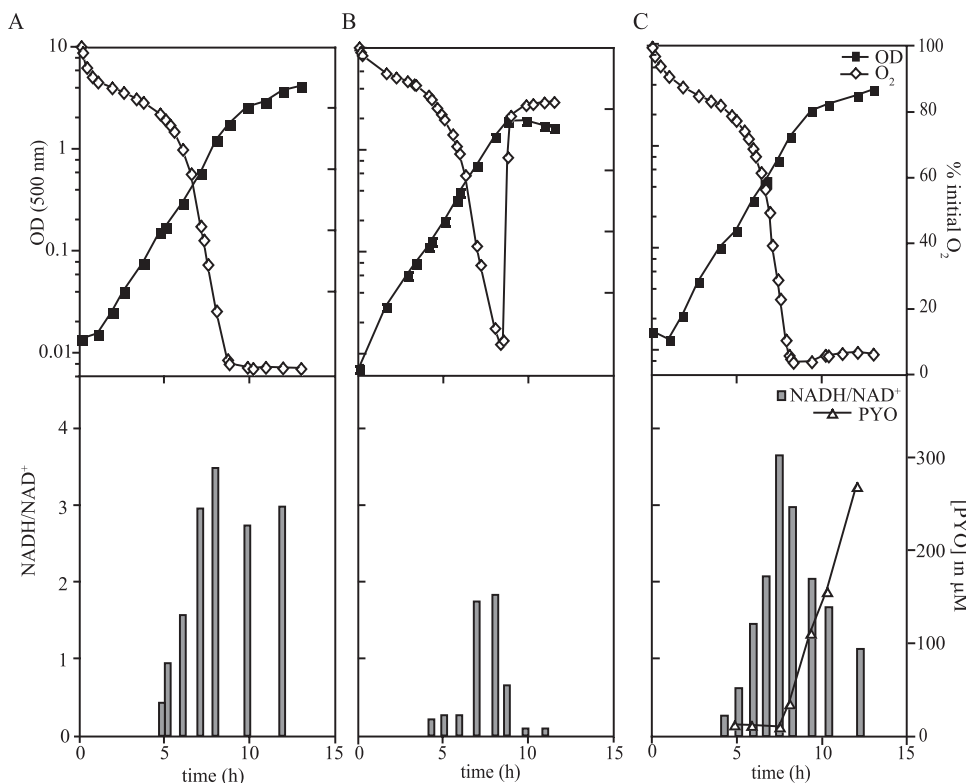 A B C
10 100
OD
O2
1 80
OD (500 nm)
60
% initial O2
0.1 40
20
0.01 0
NADH/NAD+
PYO
4
3 300
NADH/NAD+
2 200
[PYO] in μM
1 100
0 0
0 5 10 15 0 5 10 15 0 5 10 15
time (h) time (h) time (h)